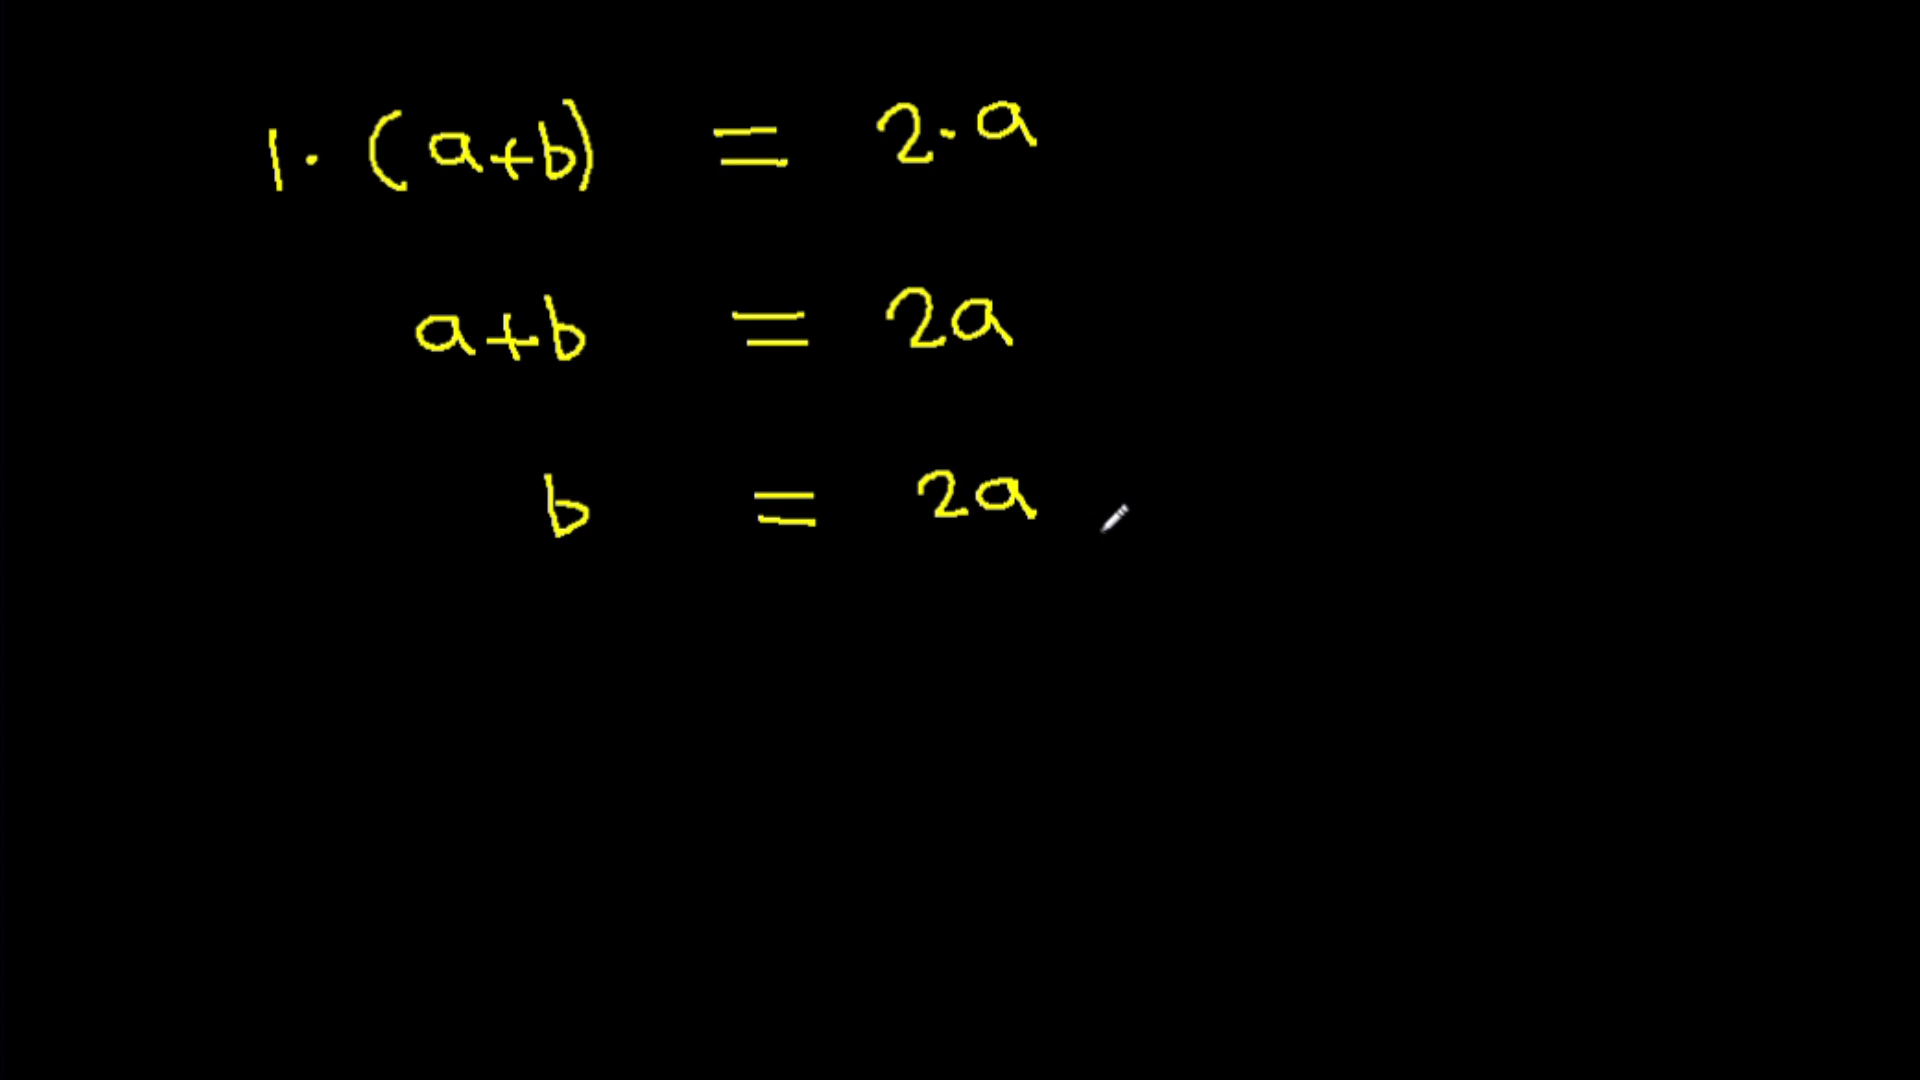 1. (a+b) = 2.a
a+b = 2a
b = 2a